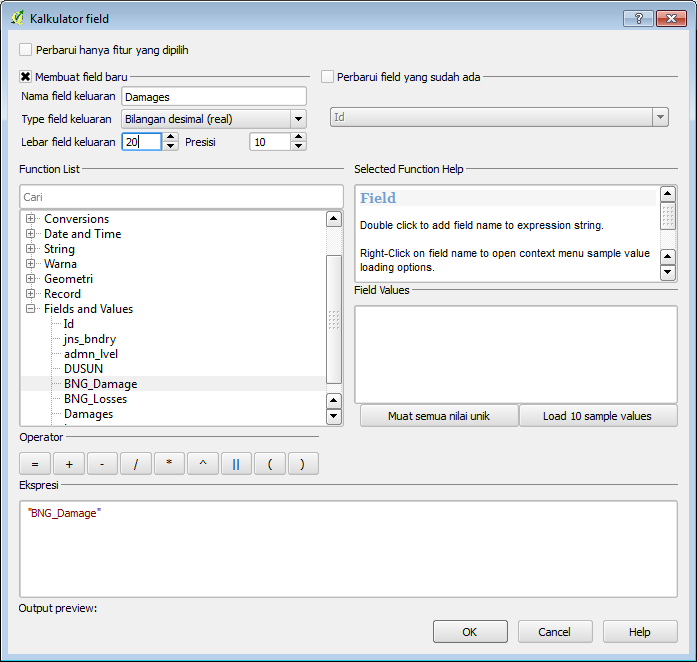 Kalkulator field
Perbarui hanya fitur yang dipilih
Membuat field baru
Perbarui field yang sudah ada
Nama field keluaran Damages
Type field keluaran Bilangan desimal (real)
Id
Lebar field keluaran 20 Presisi 10
Function List
Selected Function Help
Cari
Conversions
Date and Time
String
Warna
Geometri
Record
Fields and Values
Id
jns_bndry
admn_lvel
DUSUN
BNG_Damage
BNG_Losses
Damages
Field
Double click to add field name to expression string.
Right-Click on field name to open context menu sample value
loading options.
Field Values
Muat semua nilai unik
Load 10 sample values
Operator
= + - / * ^ || ( )
Ekspresi
"BNG_Damage"
Output preview:
OK Cancel Help